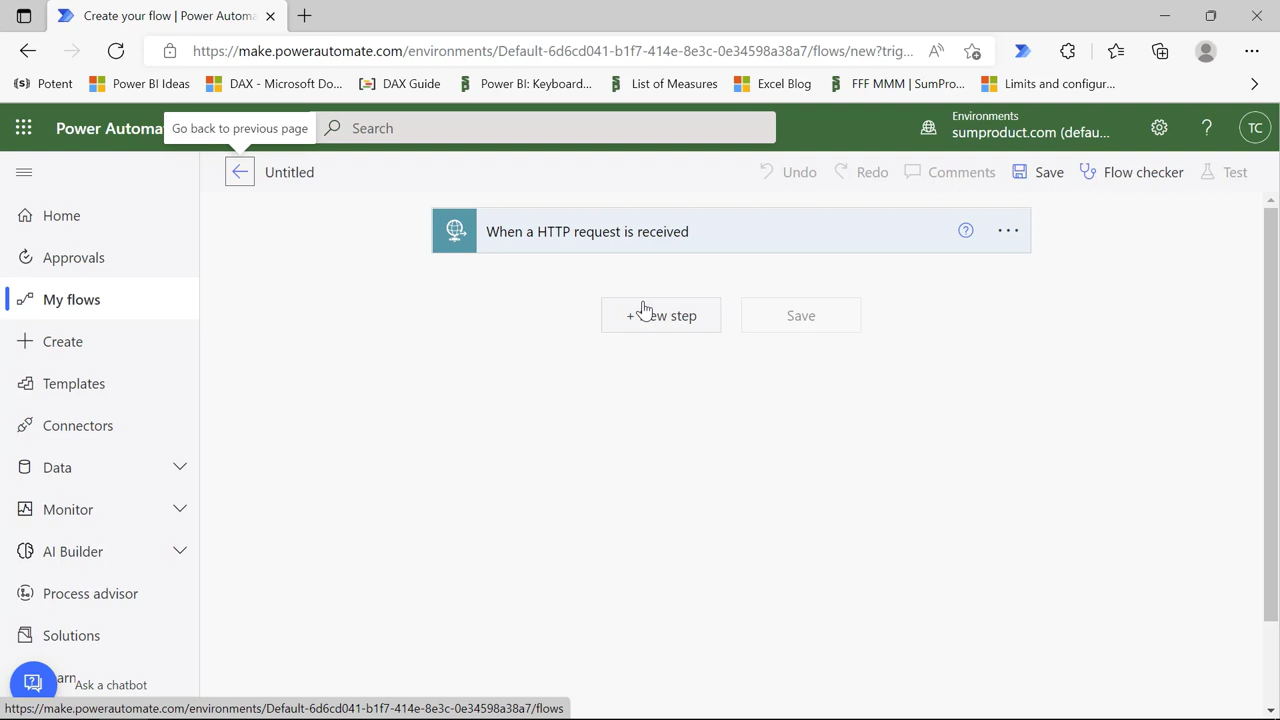 Create your flow | Power Automa
https://make.powerautomate.com/environments/Default-6d6cd041-b1f7-414e-8e3c-0e34598a38a7/flows/new?trig...
Potent
Power BI Ideas
DAX - Microsoft Do...
DAX Guide
Power BI: Keyboard...
List of Measures
Excel Blog
FFF MMM | SumPro...
Limits and configur...
Power Automa
Go back to previous page
Search
Environments
sumproduct.com (defau...
TC
Untitled
Undo
Redo
Comments
Save
Flow checker
Test
Home
Approvals
My flows
Create
Templates
Connectors
Data
Monitor
AI Builder
Process advisor
Solutions
Ask a chatbot
When a HTTP request is received
+ New step
Save
https://make.powerautomate.com/environments/Default-6d6cd041-b1f7-414e-8e3c-0e34598a38a7/flows